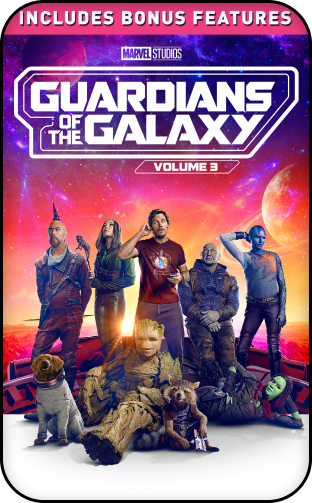 INCLUDES BONUS FEATURES
MARVEL STUDIOS
GUARDIANS
OF THE GALAXY
VOLUME 3